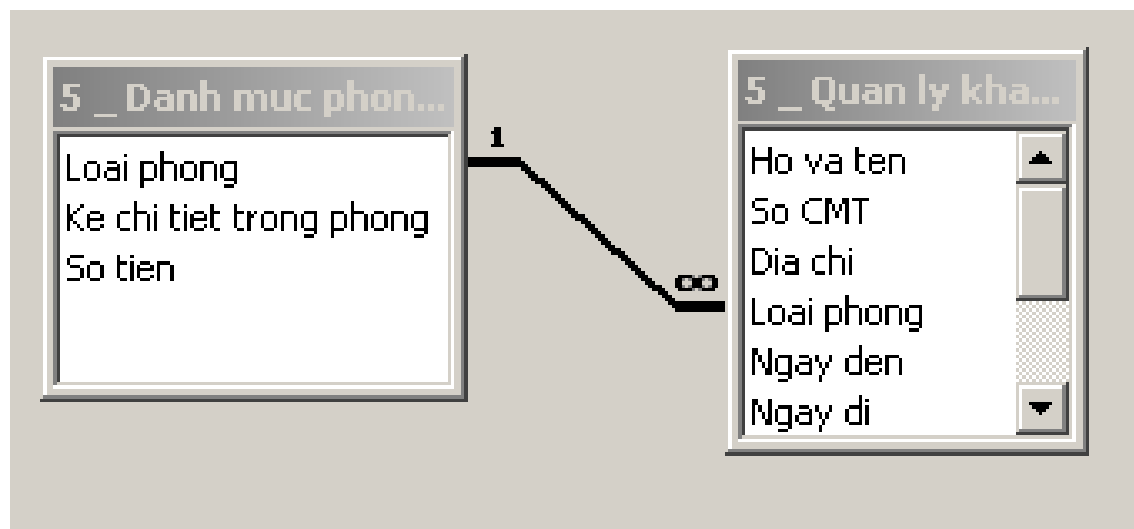 5 _ Danh muc phon...
Loai phong
Ke chi tiet trong phong
So tien
1
∞
5 _ Quan ly kha...
Ho va ten
So CMT
Dia chi
Loai phong
Ngay den
Ngay di